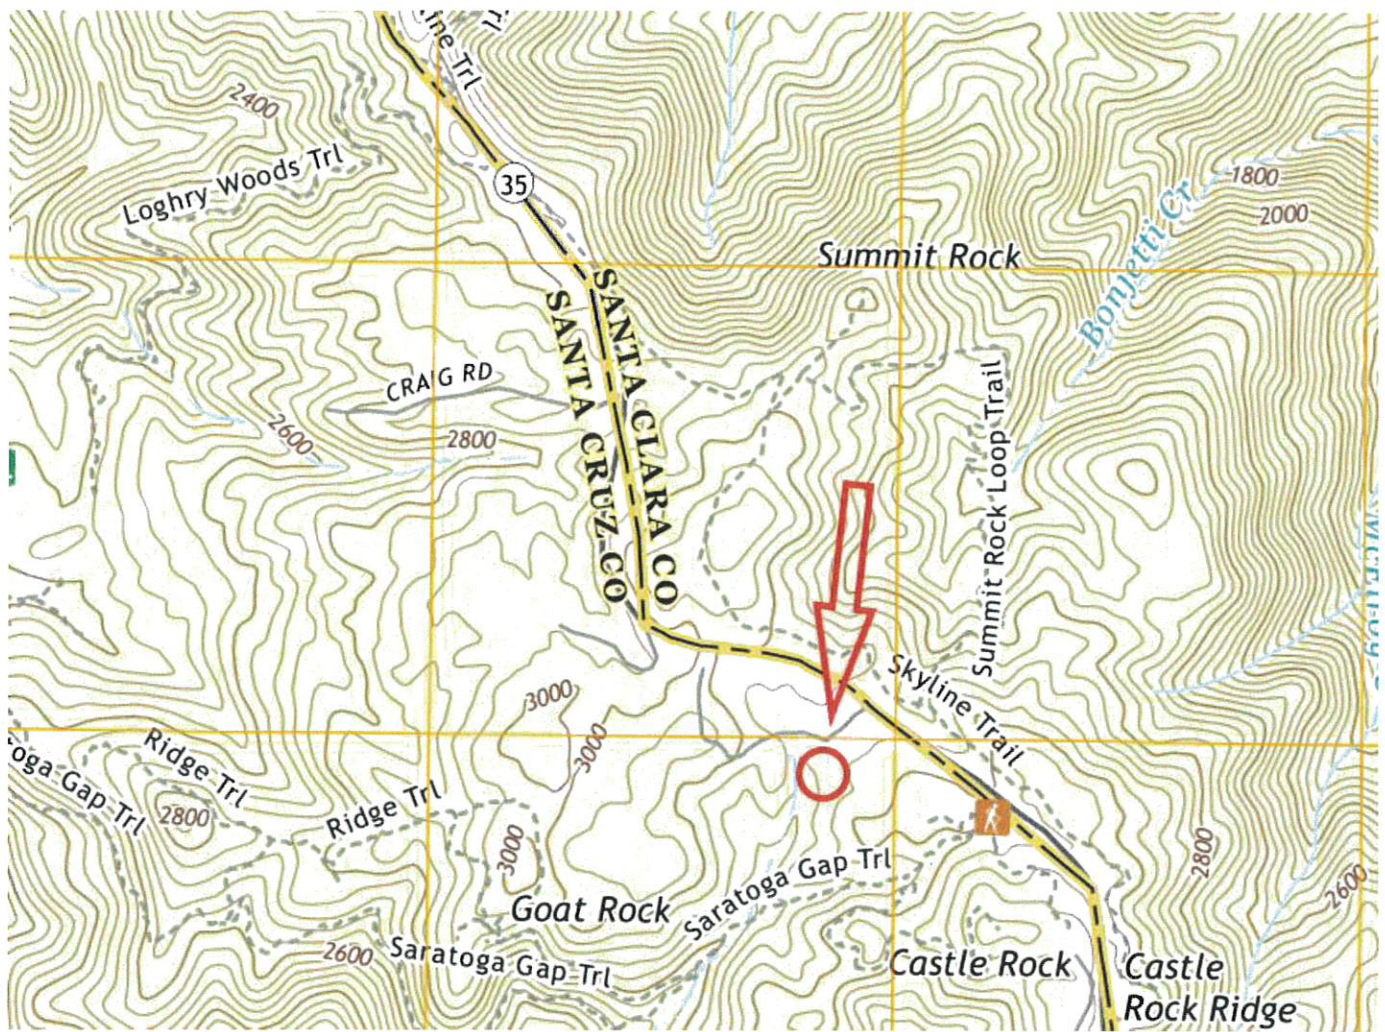 ine Trl
Trl
2400
Loghry Woods Trl
35
1800
2000
Summit Rock
Bonjetti Cr
SANTA CLARA CO
SANTA CRUZ CO
CRAIG RD
2600
2800
Summit Rock Loop Trail
3000
3000
Skyline Trail
Ridge Trl
toga Gap Trl
2800
Ridge Trl
3000
2800
2600
Goat Rock
Saratoga Gap Trl
2600
Saratoga Gap Trl
Castle Rock
Castle
Rock Ridge